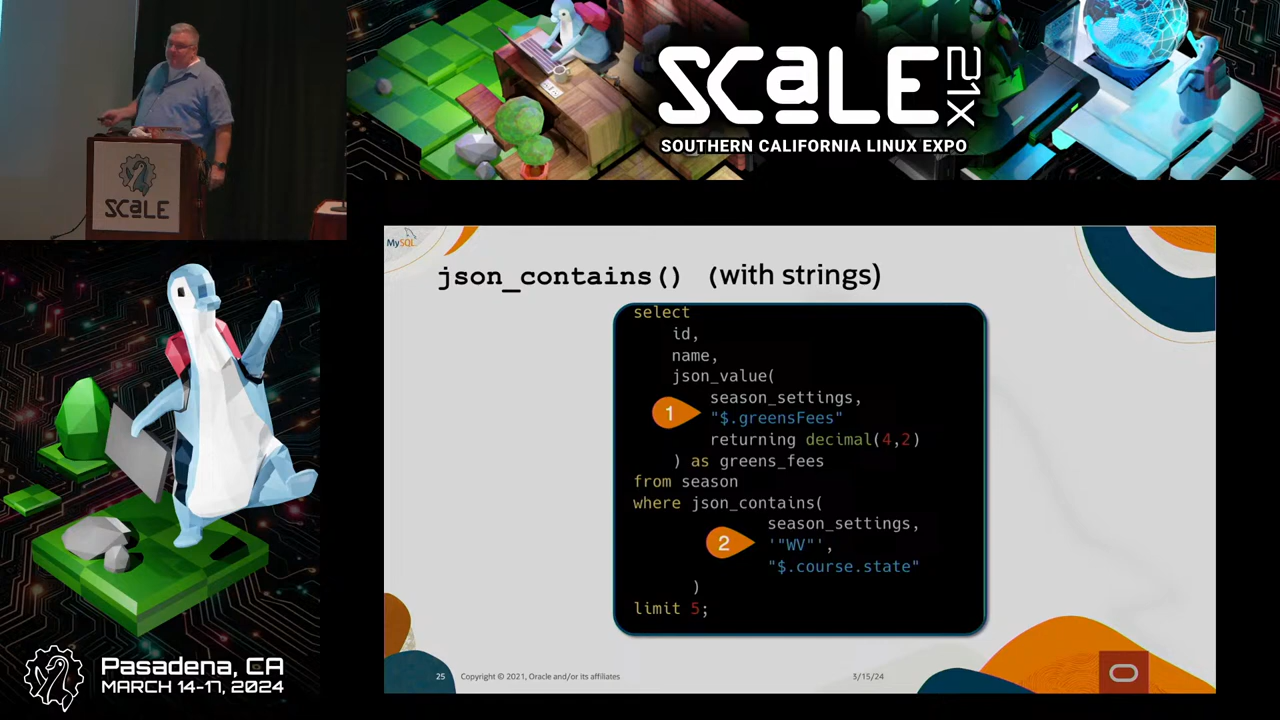 SCaLE 21X
SOUTHERN CALIFORNIA LINUX EXPO
SCaLE
MySQL
json_contains() (with strings)
select
id,
name,
json_value(
season_settings,
1
"$.greensFees"
returning decimal(4,2)
) as greens_fees
from season
where json_contains(
season_settings,
2
'"WV"',
"$.course.state"
)
limit 5;
25 Copyright © 2021, Oracle and/or its affiliates 3/15/24
Pasadena, CA
MARCH 14-17, 2024